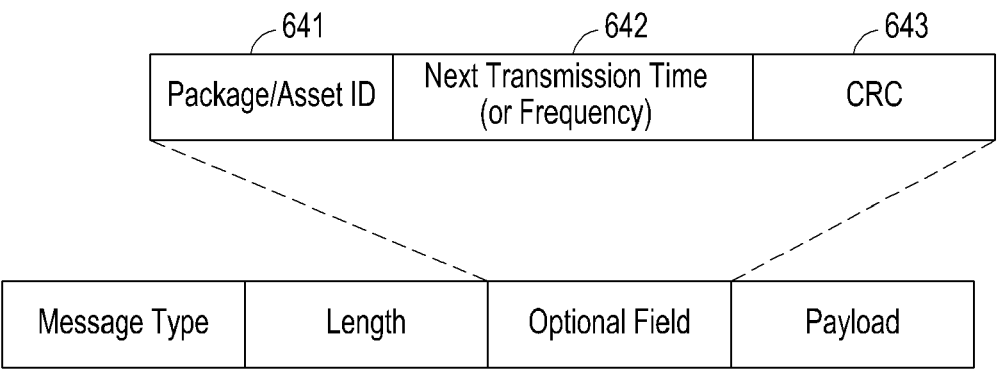 641
642
643
Package/Asset ID
Next Transmission Time
(or Frequency)
CRC
Message Type
Length
Optional Field
Payload